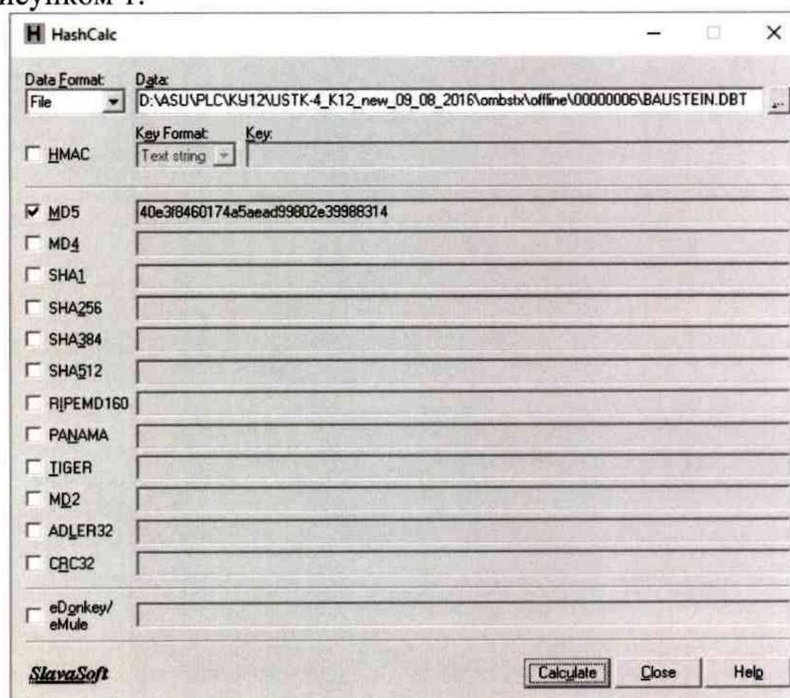 рисунком 1.
HashCalc
Data Format:
Data:
File
D:\ASU\PLC\КУ12\USTK-4_K12_new_09_08_2016\ombstx\offline\00000006\BAUSTEIN.DBT
...
Key Format:
Key:
HMAC
Text string
MD5
40e3f8460174a5aead99802e39988314
MD4
SHA1
SHA256
SHA384
SHA512
RIPEMD160
PANAMA
TIGER
MD2
ADLER32
CRC32
eDonkey/
eMule
SlavaSoft
Calculate
Close
Help